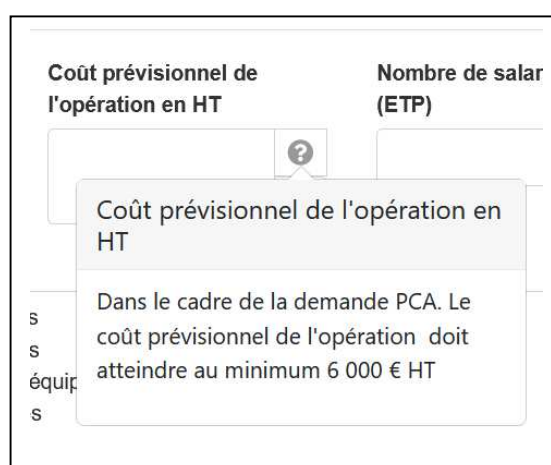 Coût prévisionnel de
l'opération en HT
Nombre de salar
(ETP)
Coût prévisionnel de l'opération en
HT
Dans le cadre de la demande PCA. Le
coût prévisionnel de l'opération  doit
atteindre au minimum 6 000 € HT
s
s
équip
s